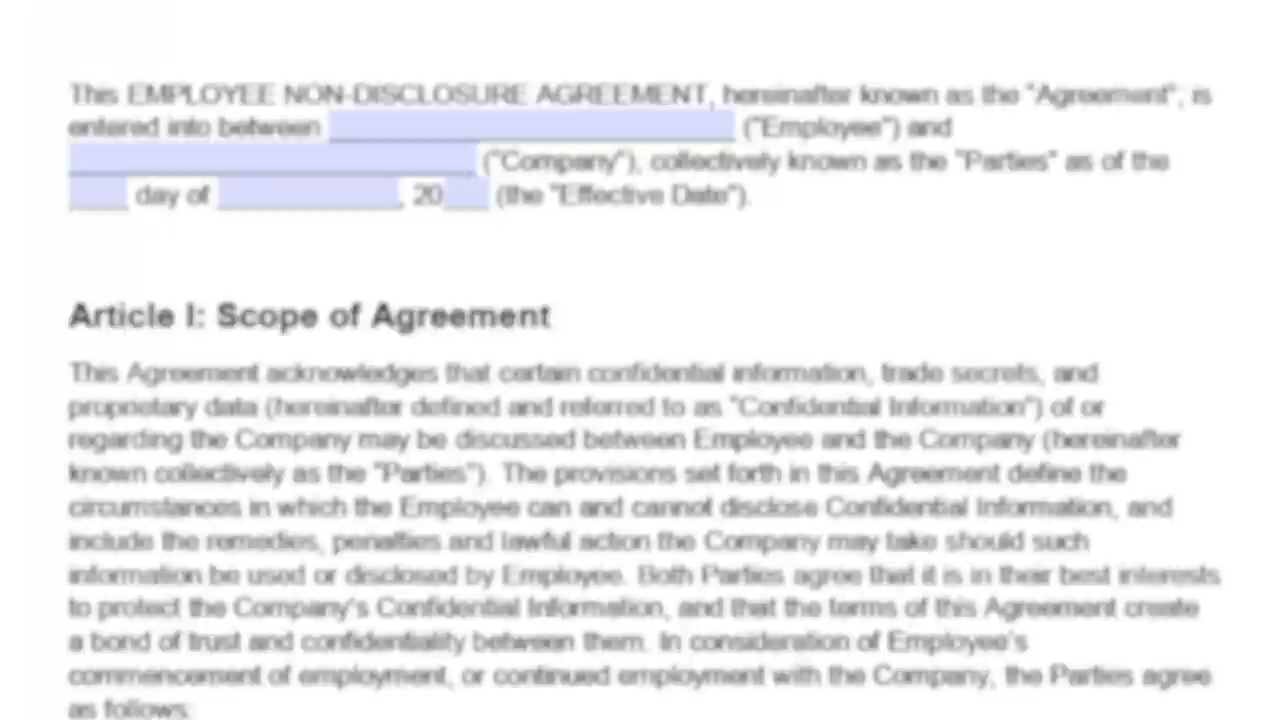 This EMPLOYEE NON-DISCLOSURE AGREEMENT, hereinafter known as the "Agreement", is
entered into between ("Employee") and
("Company"), collectively known as the "Parties" as of the
day of , 20 (the "Effective Date").
Article I: Scope of Agreement
This Agreement acknowledges that certain confidential information, trade secrets, and
proprietary data (hereinafter defined and referred to as "Confidential Information") of or
regarding the Company may be discussed between Employee and the Company (hereinafter
known collectively as the "Parties"). The provisions set forth in this Agreement define the
circumstances in which the Employee can and cannot disclose Confidential Information, and
include the remedies, penalties and lawful action the Company may take should such
information be used or disclosed by Employee. Both Parties agree that it is in their best interests
to protect the Company's Confidential Information, and that the terms of this Agreement create
a bond of trust and confidentiality between them. In consideration of Employee's
commencement of employment, or continued employment with the Company, the Parties agree
as follows: